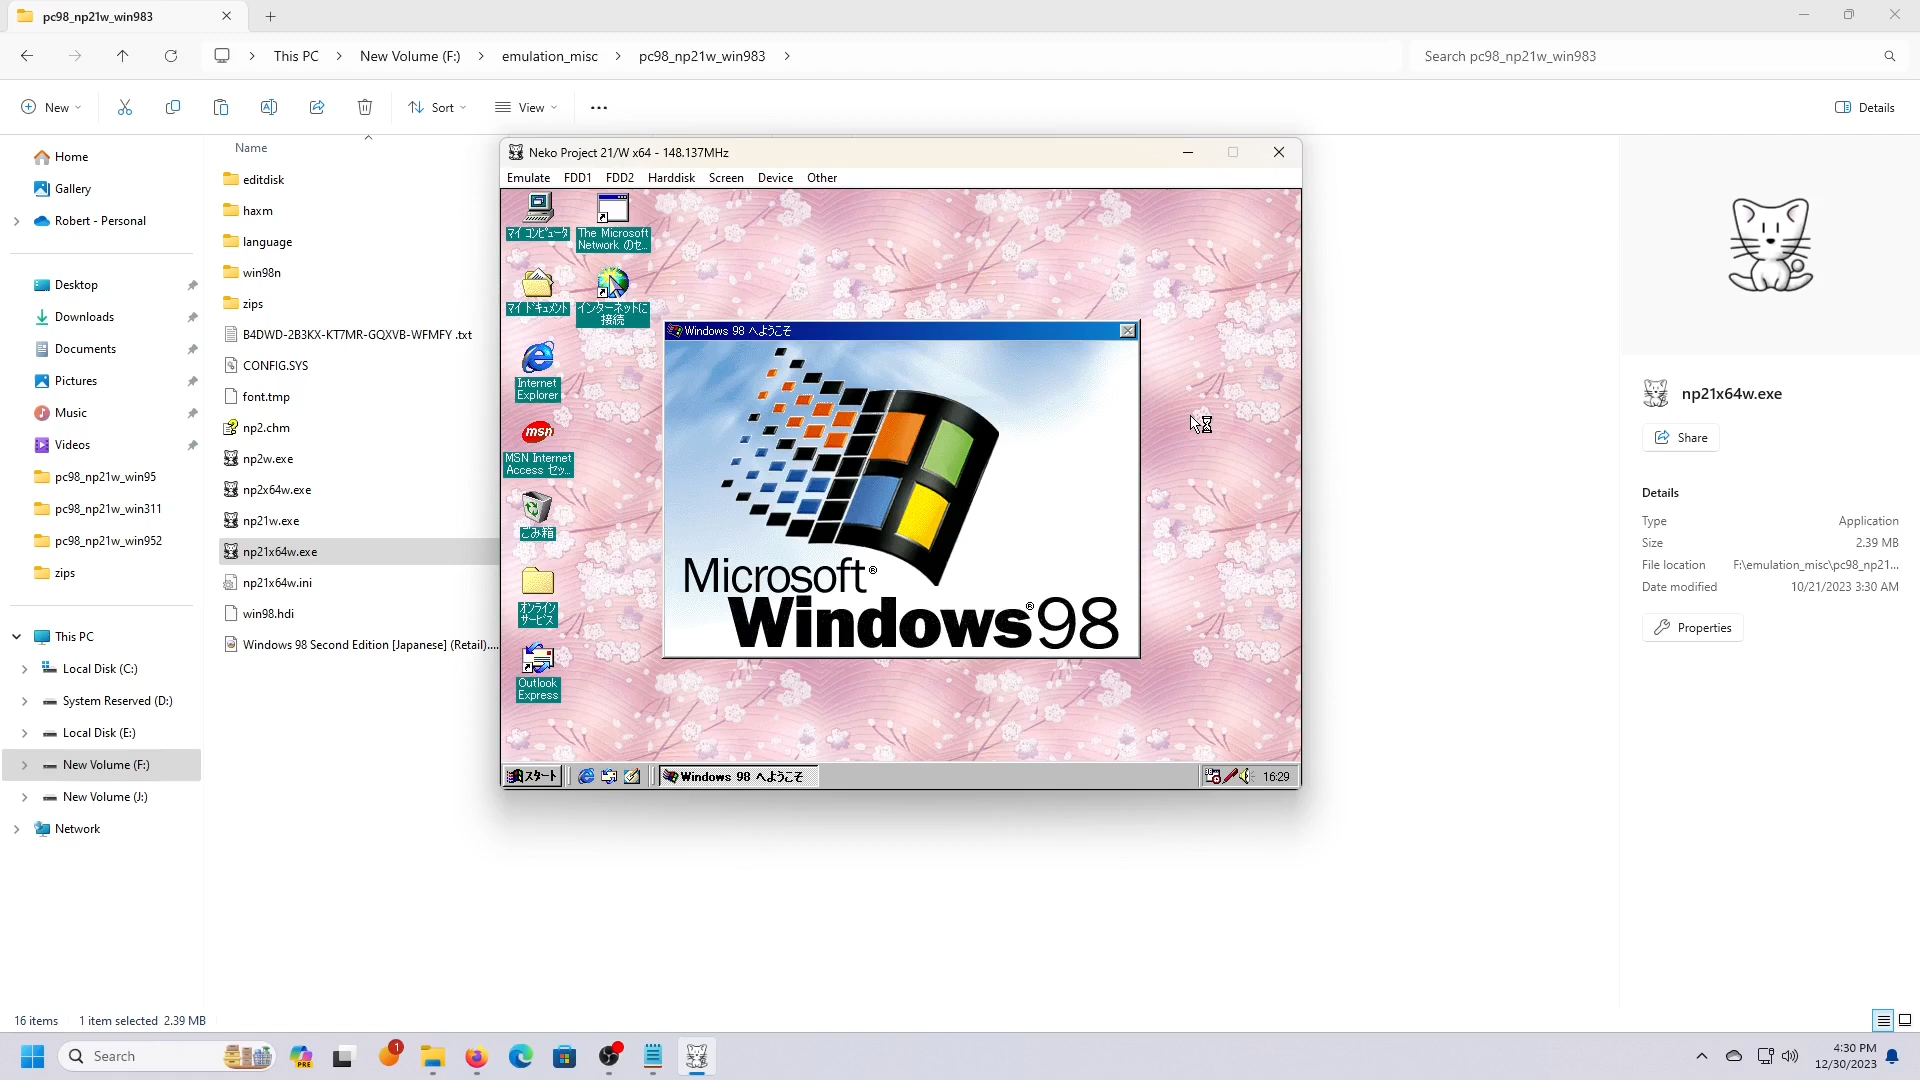 pc98_np21w_win983
This PC
New Volume (F:)
emulation_misc
pc98_np21w_win983
Search pc98_np21w_win983
New
Sort
View
Details
Home
Gallery
Robert - Personal
Desktop
Downloads
Documents
Pictures
Music
Videos
pc98_np21w_win95
pc98_np21w_win311
pc98_np21w_win952
zips
This PC
Local Disk (C:)
System Reserved (D:)
Local Disk (E:)
New Volume (F:)
New Volume (J:)
Network
Name
editdisk
haxm
language
win98n
zips
B4DWD-2B3KX-KT7MR-GQXVB-WFMFY .txt
CONFIG.SYS
font.tmp
np2.chm
np2w.exe
np2x64w.exe
np21w.exe
np21x64w.exe
np21x64w.ini
win98.hdi
Windows 98 Second Edition [Japanese] (Retail)....
Neko Project 21/W x64 - 148.137MHz
Emulate FDD1 FDD2 Harddisk Screen Device Other
マイ コンピュータ
The Microsoft
Network のセ...
マイ ドキュメント
インターネットに
接続
Internet
Explorer
MSN Internet
Access セッ...
msn
ごみ箱
オンライン
サービス
Outlook
Express
Windows 98 へようこそ
Microsoft®
Windows®98
スタート
Windows 98 へようこそ
16:29
np21x64w.exe
Share
Details
Type Application
Size 2.39 MB
File location F:\emulation_misc\pc98_np21...
Date modified 10/21/2023 3:30 AM
Properties
16 items 1 item selected 2.39 MB
Search
PRE
1
4:30 PM
12/30/2023